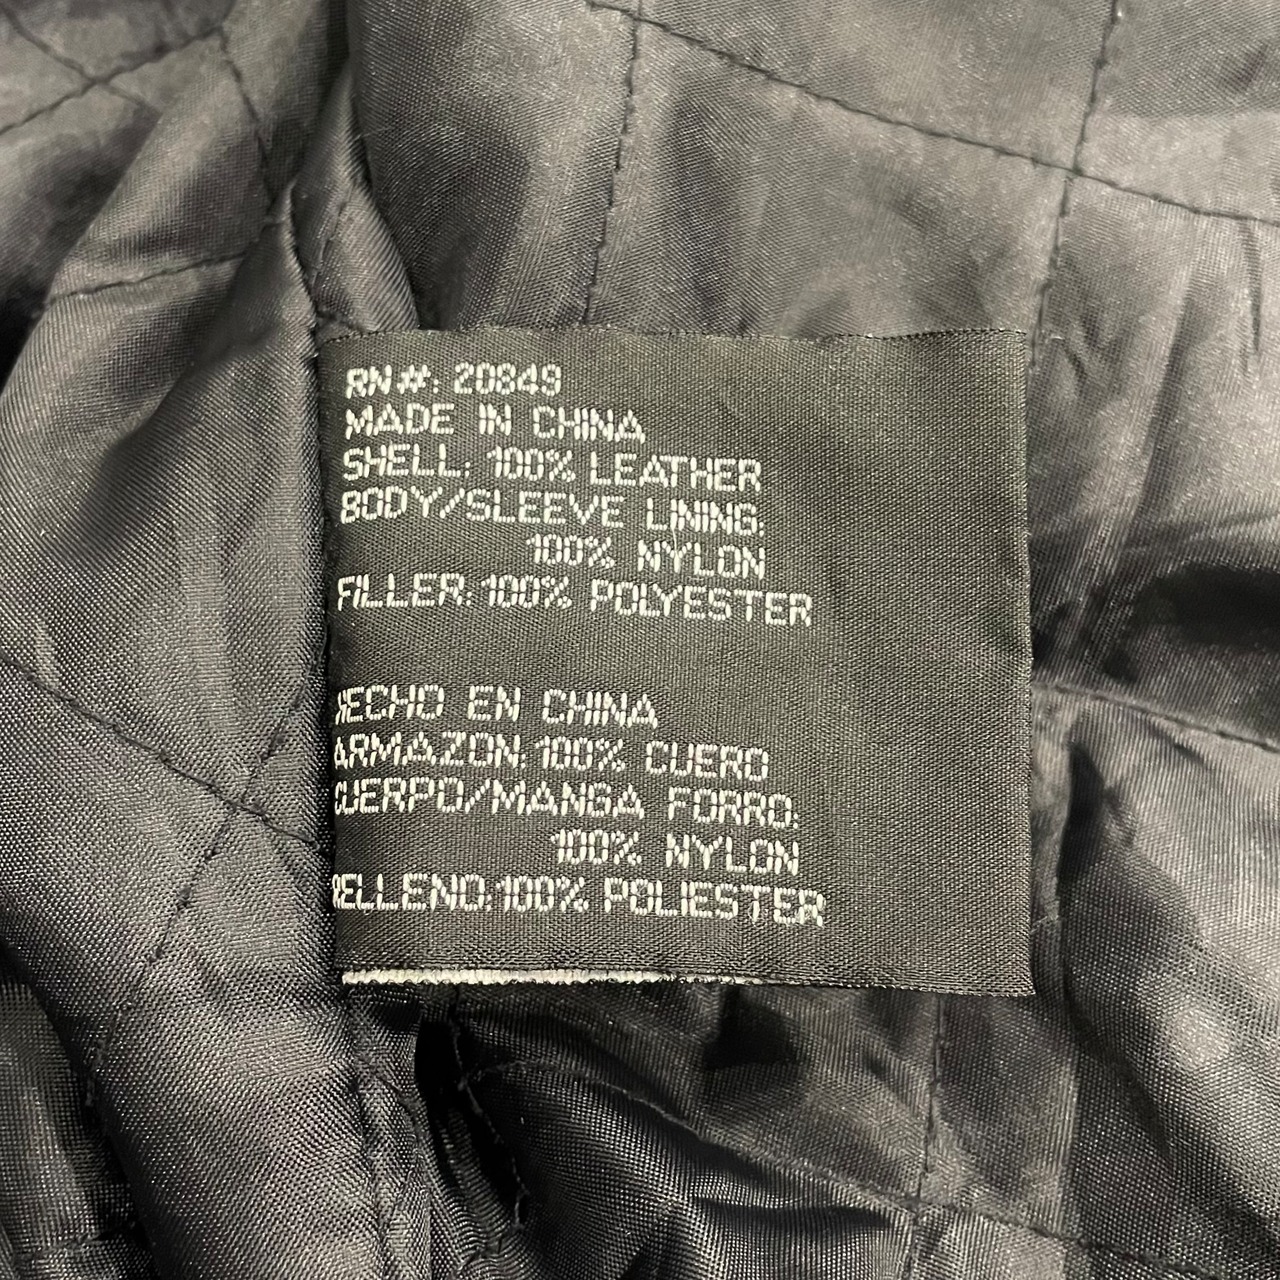 RN#: 20849
MADE IN CHINA
SHELL: 100% LEATHER
BODY/SLEEVE LINING:
100% NYLON
FILLER: 100% POLYESTER
HECHO EN CHINA
ARMAZON: 100% CUERO
CUERPO/MANGA FORRO:
100% NYLON
RELLENO: 100% POLIESTER